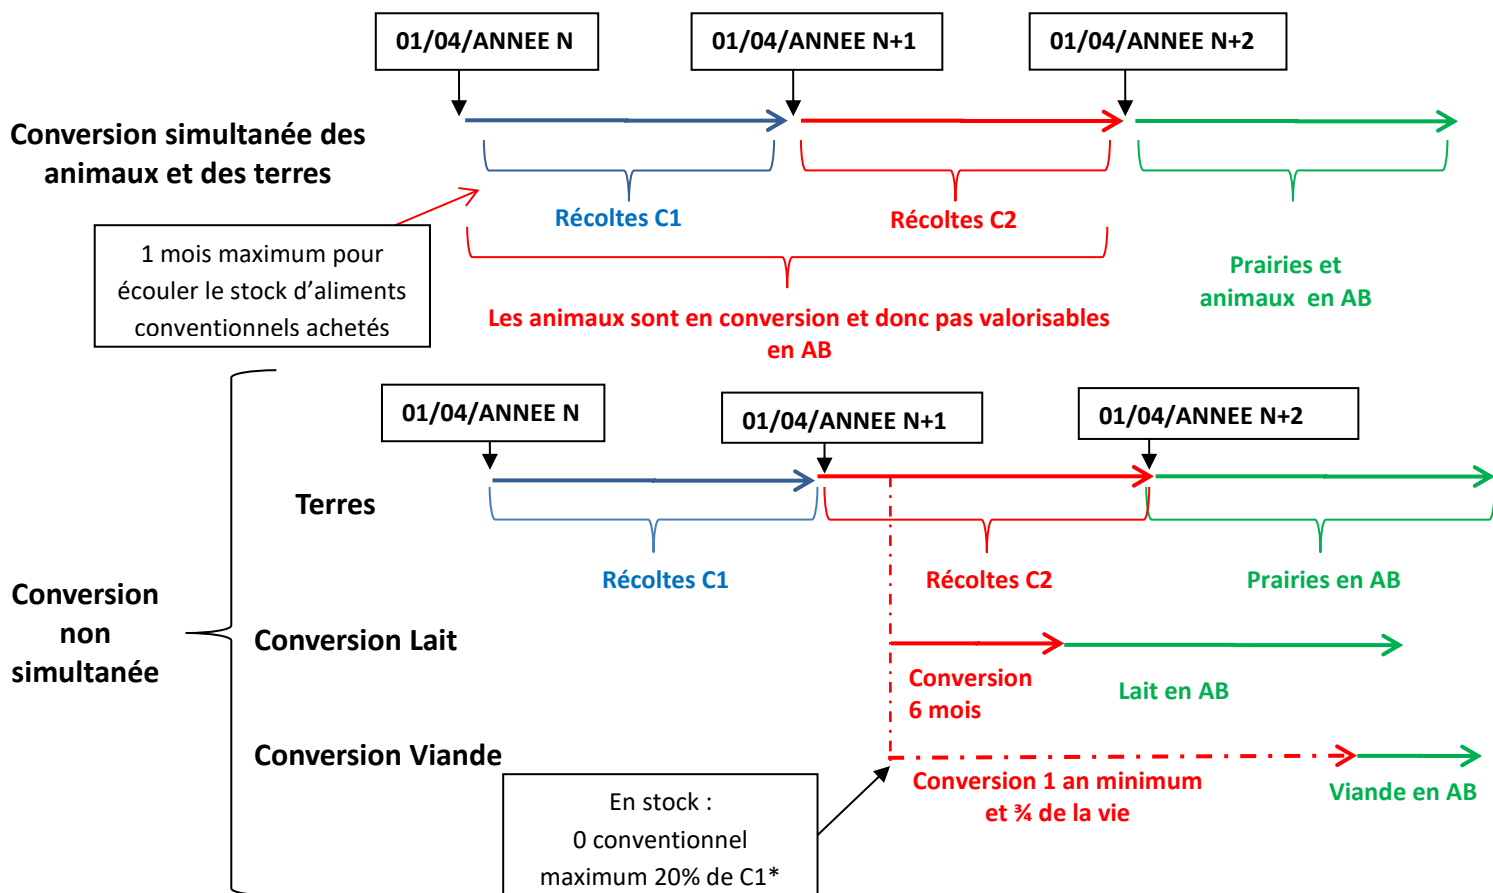 01/04/ANNEE N
01/04/ANNEE N+1
01/04/ANNEE N+2
Conversion simultanée des
animaux et des terres
Récoltes C1
Récoltes C2
1 mois maximum pour
écouler le stock d’aliments
conventionnels achetés
Prairies et
animaux en AB
Les animaux sont en conversion et donc pas valorisables
en AB
01/04/ANNEE N
01/04/ANNEE N+1
01/04/ANNEE N+2
Terres
Récoltes C1
Récoltes C2
Prairies en AB
Conversion
non
simultanée
Conversion Lait
Conversion
6 mois
Lait en AB
Conversion Viande
Conversion 1 an minimum
et ¾ de la vie
Viande en AB
En stock :
0 conventionnel
maximum 20% de C1*